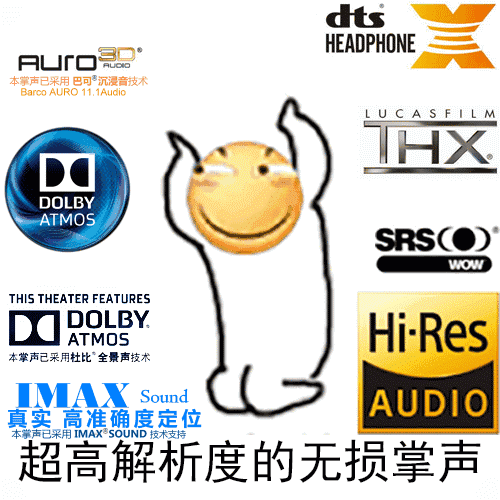 dts X
HEADPHONE
AURO 3D®
AUDIO
本掌声已采用 巴可®沉浸音技术
Barco AURO 11.1Audio
LUCASFILM
THX
DOLBY
ATMOS
SRS
WOW
THIS THEATER FEATURES
DOLBY®
ATMOS
本掌声已采用杜比® 全景声技术
Hi-Res
AUDIO
IMAX Sound
真实 高准确度定位
本掌声已采用 IMAX®SOUND 技术支持
超高解析度的无损掌声